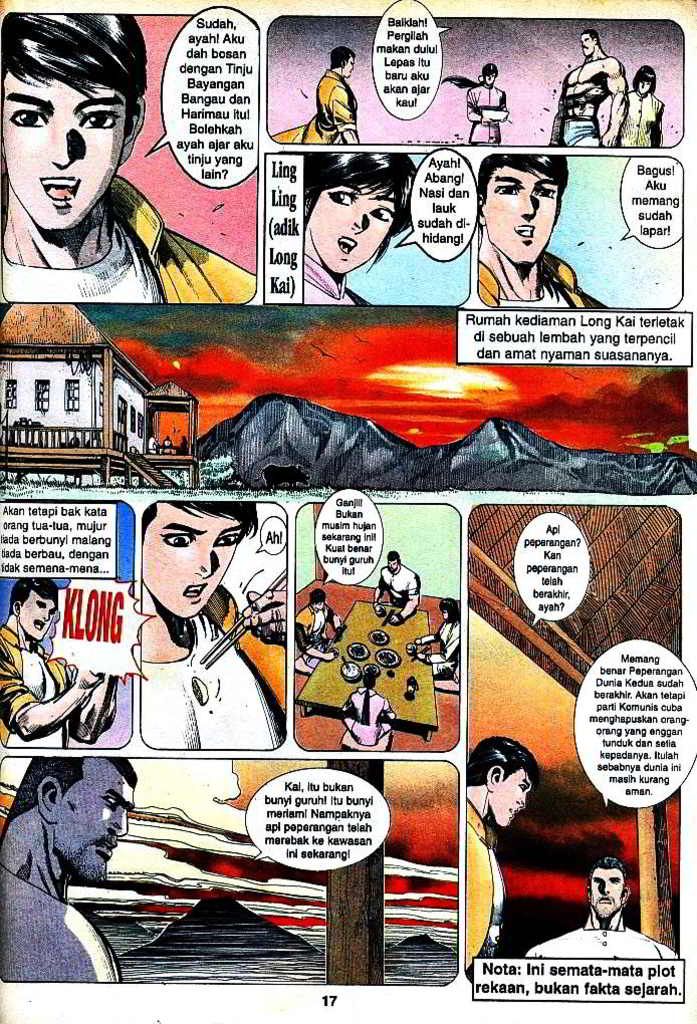 Sudah,
ayah! Aku
dah bosan
dengan Tinju
Bayangan
Bangau dan
Harimau itu!
Bolehkah
ayah ajar aku
tinju yang
lain?
Baiklah!
Pergilah
makan dulu!
Lepas itu
baru aku
akan ajar
kau!
Ling
Ling
(adik
Long
Kai)
Ayah!
Abang!
Nasi dan
lauk
sudah di-
hidang!
Bagus!
Aku
memang
sudah
lapar!
Rumah kediaman Long Kai terletak
di sebuah lembah yang terpencil
dan amat nyaman suasananya.
Akan tetapi bak kata
orang tua-tua, mujur
tiada berbunyi malang
tiada berbau, dengan
tidak semena-mena...
KLONG
Ah!
Ganjil!
Bukan
musim hujan
sekarang ini!
Kuat benar
bunyi guruh
itu!
Api
peperangan?
Kan
peperangan
telah
berakhir,
ayah?
Memang
benar Peperangan
Dunia Kedua sudah
berakhir. Akan tetapi
parti Komunis cuba
menghapuskan orang-
orang yang enggan
tunduk dan setia
kepadanya. Itulah
sebabnya dunia ini
masih kurang
aman.
Kai, itu bukan
bunyi guruh! Itu bunyi
meriam! Nampaknya
api peperangan telah
merebak ke kawasan
ini sekarang!
Nota: Ini semata-mata plot
rekaan, bukan fakta sejarah.
17